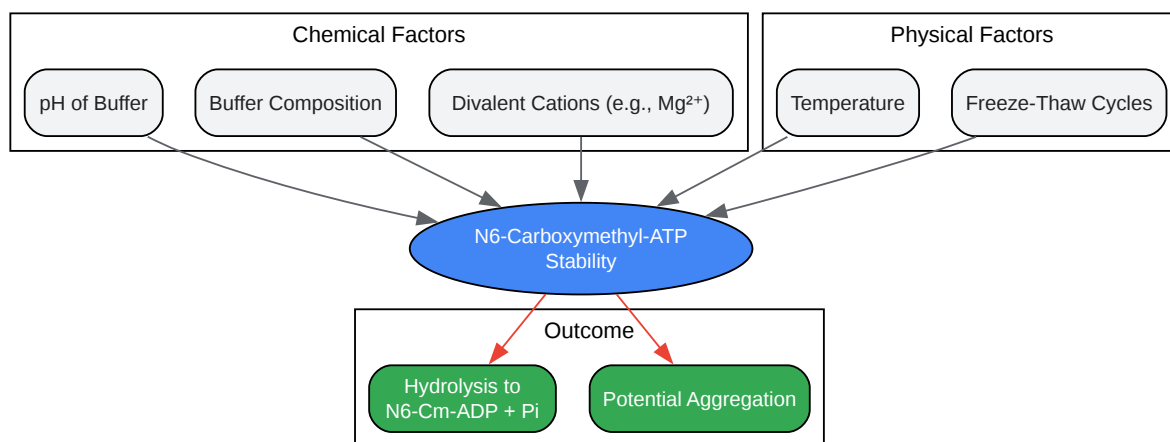 Chemical Factors
Physical Factors
pH of Buffer
Buffer Composition
Divalent Cations (e.g., Mg²⁺)
Temperature
Freeze-Thaw Cycles
N6-Carboxymethyl-ATP
Stability
Outcome
Hydrolysis to
N6-Cm-ADP + Pi
Potential Aggregation